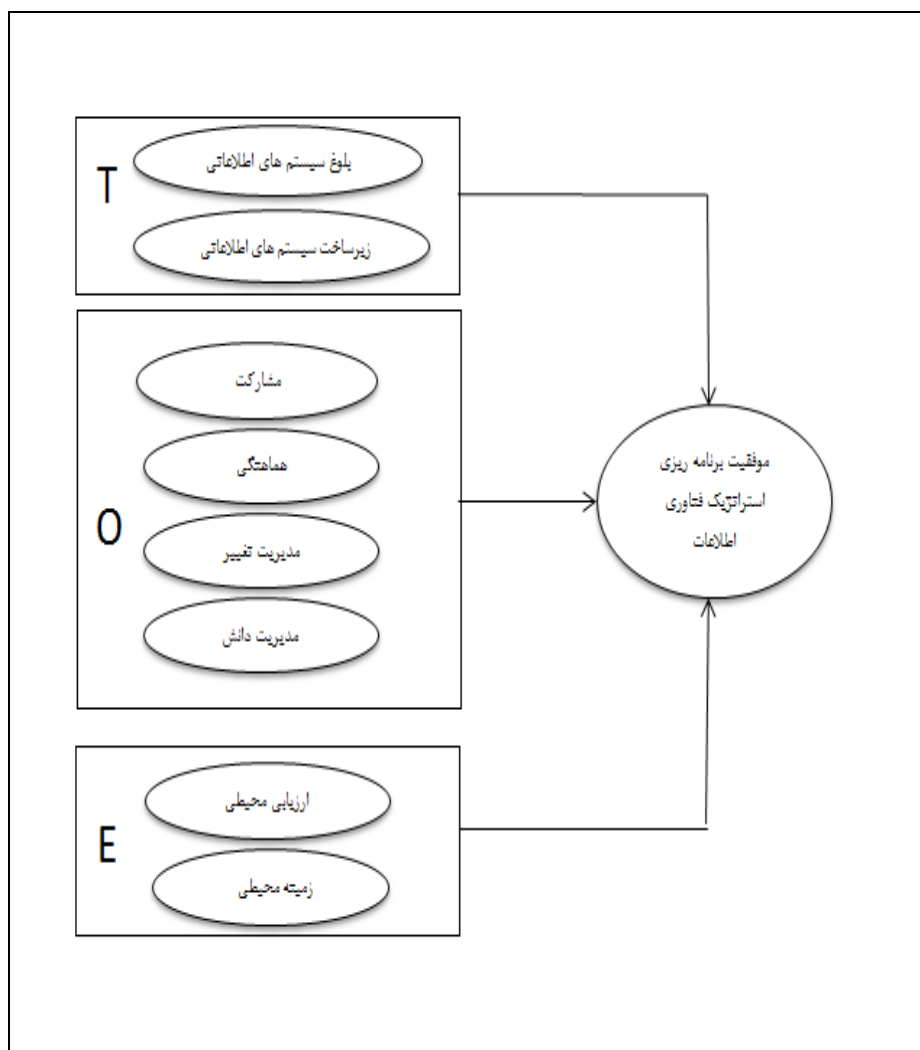 T
بلوغ سیستم های اطلاعاتی
زیرساخت سیستم های اطلاعاتی
O
مشارکت
هماهنگی
مدیریت تغییر
مدیریت دانش
E
ارزیابی محیطی
زمینه محیطی
موفقیت برنامه ریزی
استراتژیک فناوری
اطلاعات